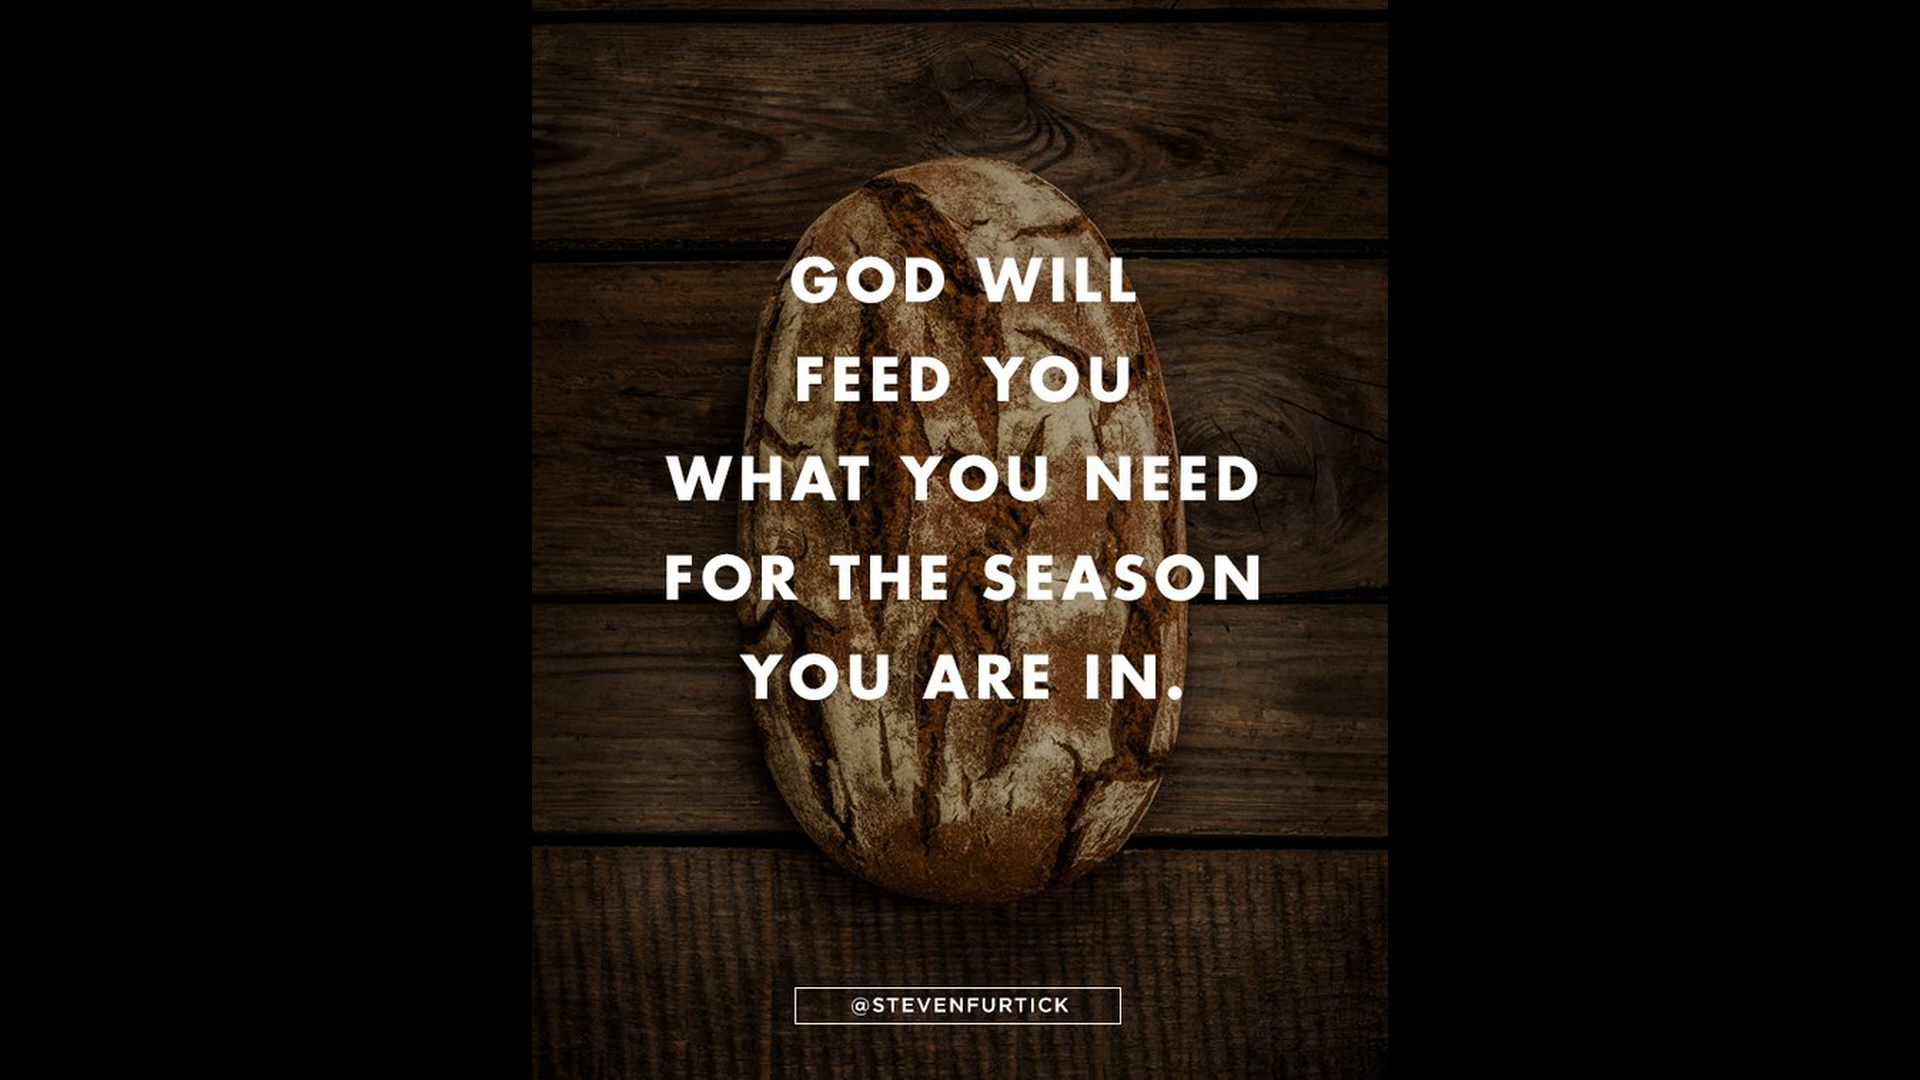 GOD WILL
FEED YOU
WHAT YOU NEED
FOR THE SEASON
YOU ARE IN.
@STEVENFURTICK